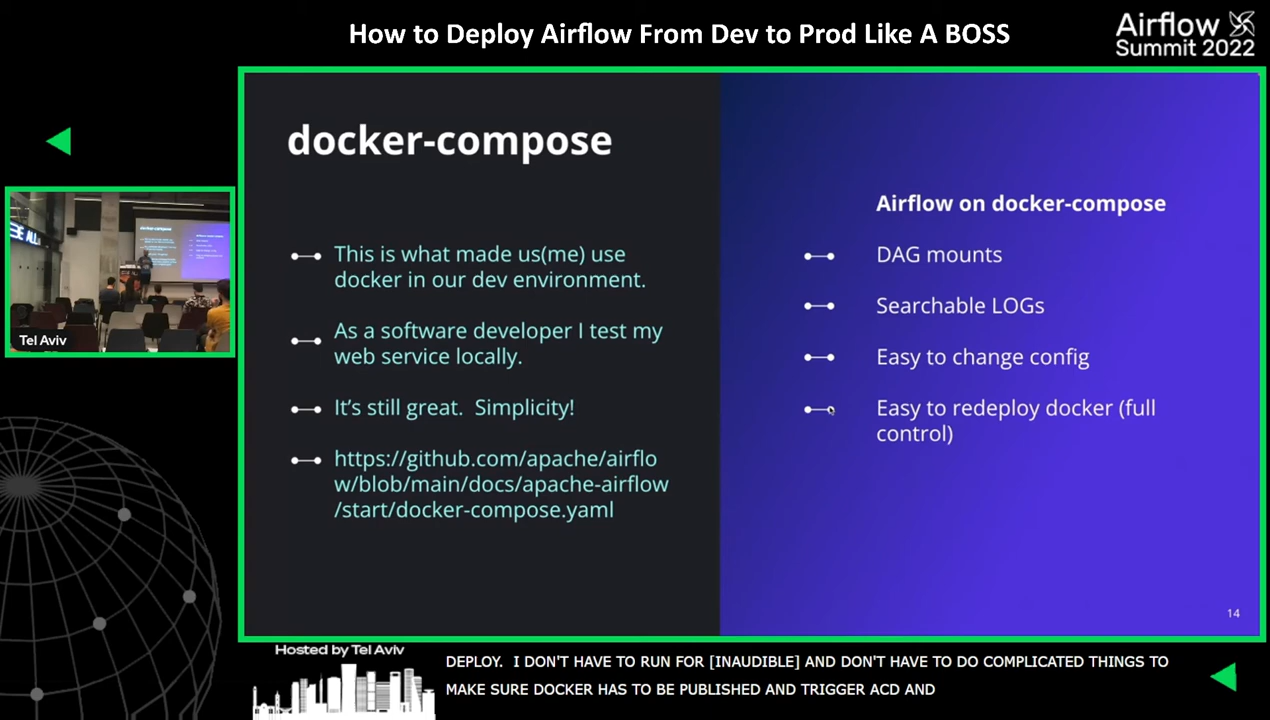 How to Deploy Airflow From Dev to Prod Like A BOSS
Airflow
Summit 2022
docker-compose
This is what made us(me) use
docker in our dev environment.
As a software developer I test my
web service locally.
It's still great.  Simplicity!
https://github.com/apache/airflo
w/blob/main/docs/apache-airflow
/start/docker-compose.yaml
Airflow on docker-compose
DAG mounts
Searchable LOGs
Easy to change config
Easy to redeploy docker (full
control)
14
Tel Aviv
Hosted by Tel Aviv
DEPLOY.  I DON'T HAVE TO RUN FOR [INAUDIBLE] AND DON'T HAVE TO DO COMPLICATED THINGS TO
MAKE SURE DOCKER HAS TO BE PUBLISHED AND TRIGGER ACD AND